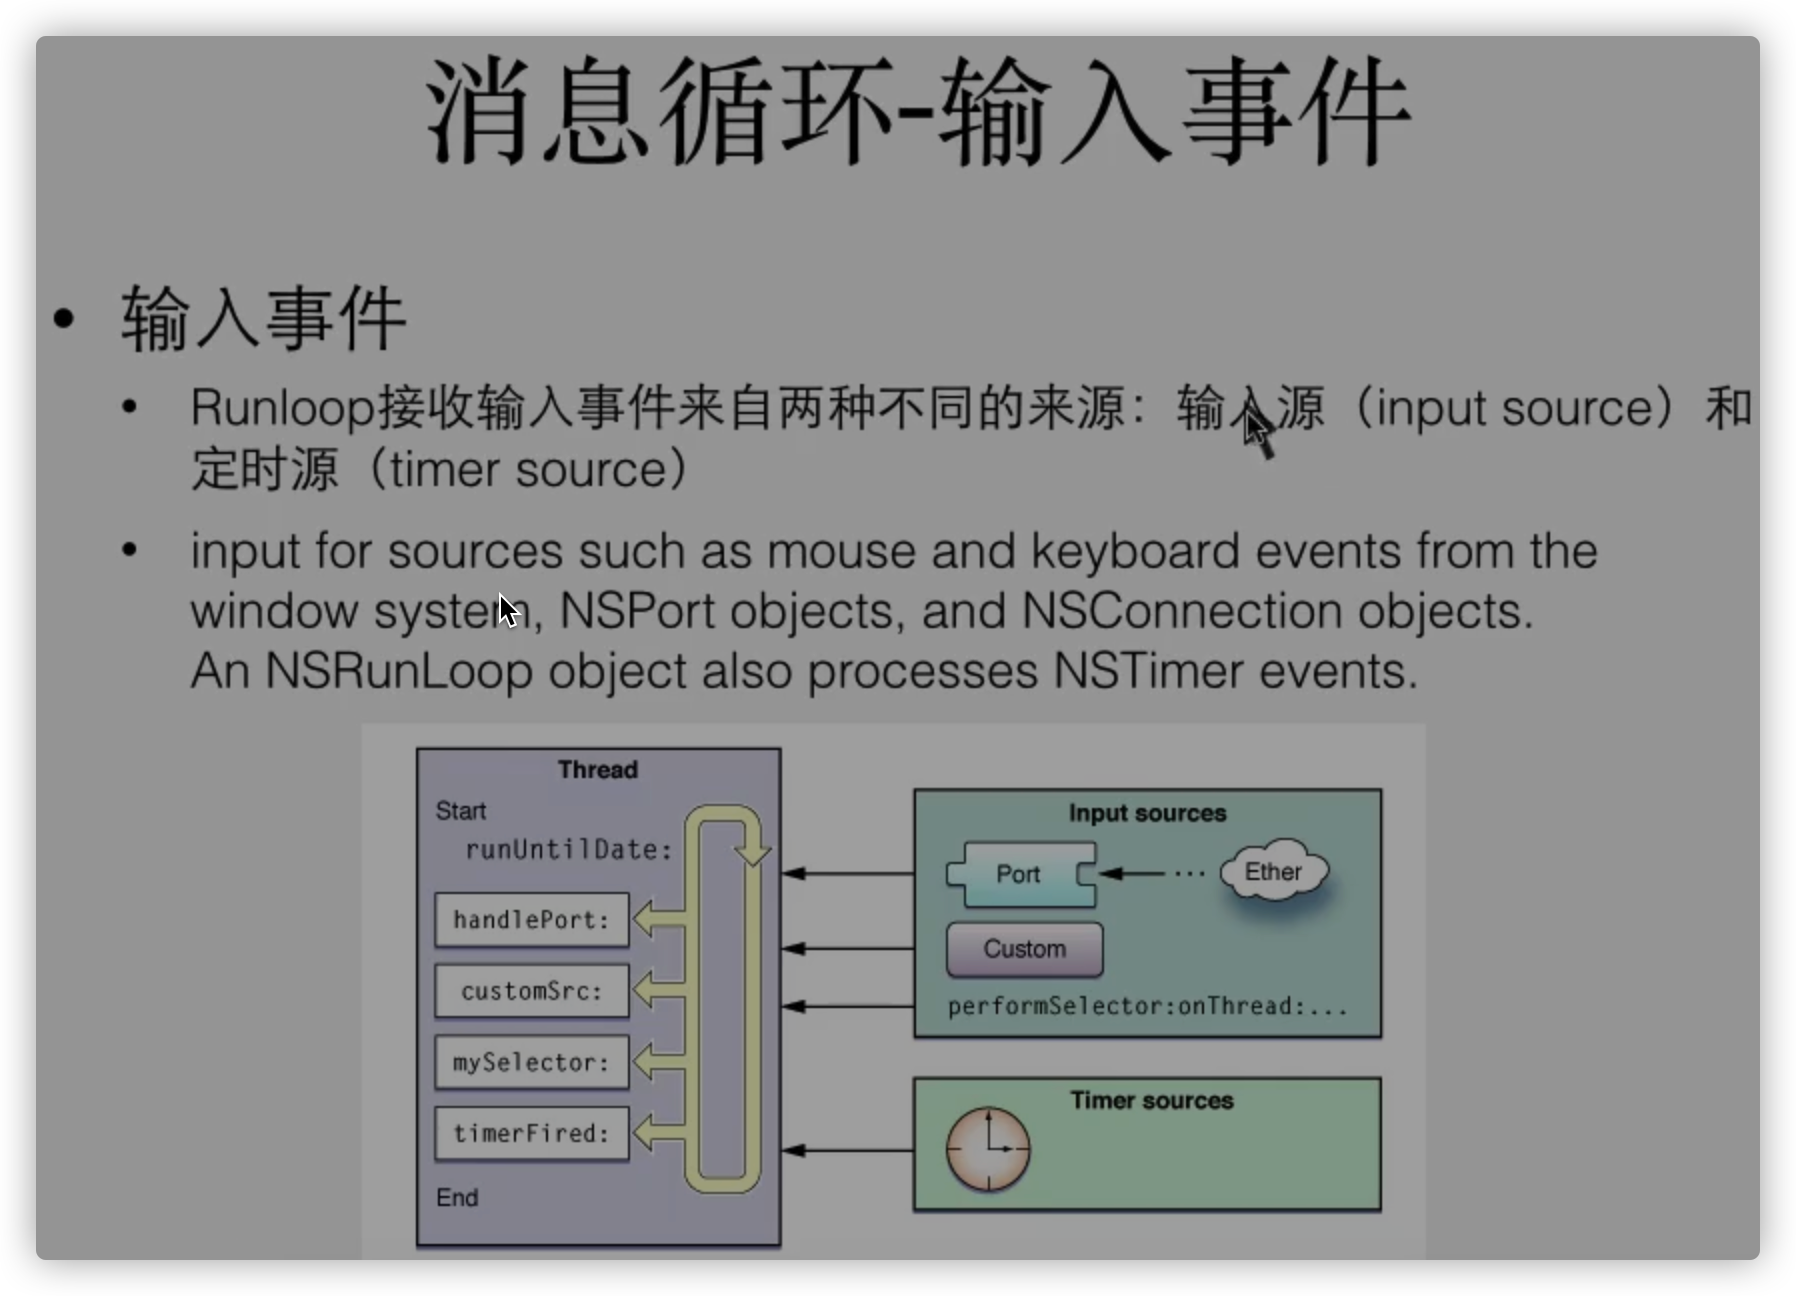 消息循环-输入事件
• 输入事件
• Runloop接收输入事件来自两种不同的来源：输入源（input source）和
定时源（timer source）
• input for sources such as mouse and keyboard events from the
window system, NSPort objects, and NSConnection objects.
An NSRunLoop object also processes NSTimer events.
Thread
Start
runUntilDate:
handlePort:
customSrc:
mySelector:
timerFired:
End
Input sources
Port
...
Ether
Custom
performSelector:onThread:...
Timer sources